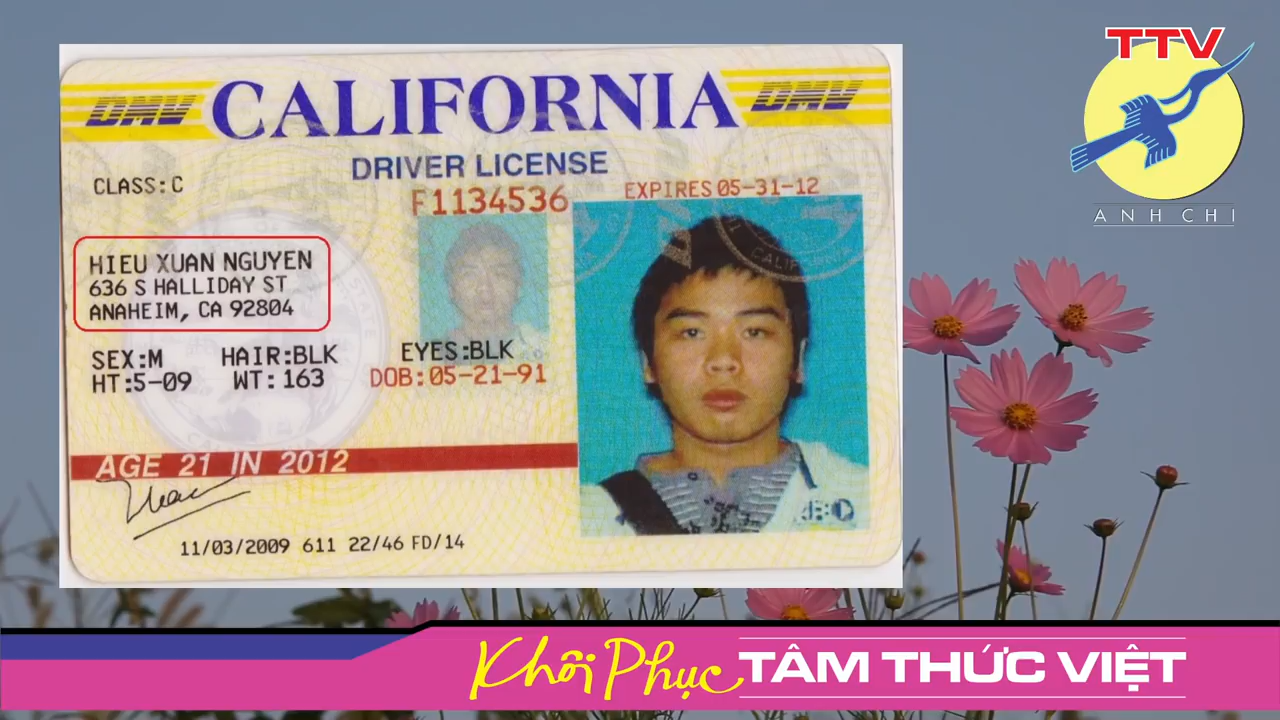 TTV
ANH CHI
DMV CALIFORNIA DMV
DRIVER LICENSE
CLASS:C
F1134536
EXPIRES 05-31-12
HIEU XUAN NGUYEN
636 S HALLIDAY ST
ANAHEIM, CA 92804
SEX:M HAIR:BLK EYES:BLK
HT:5-09 WT:163 DOB:05-21-91
AGE 21 IN 2012
11/03/2009 611 22/46 FD/14
CALIFORNIA
Khôi Phục TÂM THỨC VIỆT